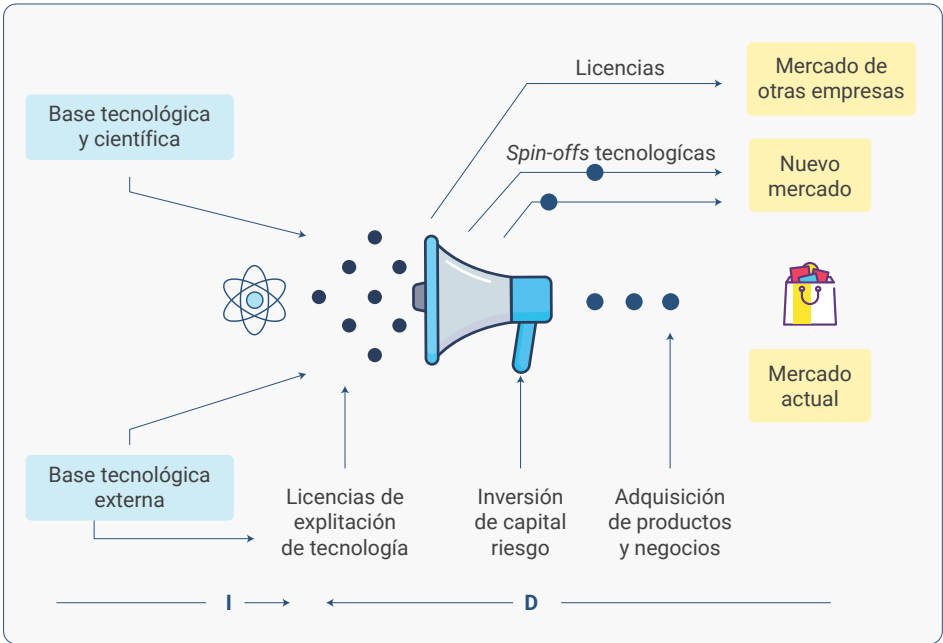 Licencias
Mercado de
otras empresas
Base tecnológica
y científica
Spin-offs tecnologícas
Nuevo
mercado
Mercado
actual
Base tecnológica
externa
Licencias de
explitación
de tecnología
Inversión
de capital
riesgo
Adquisición
de productos
y negocios
I
D